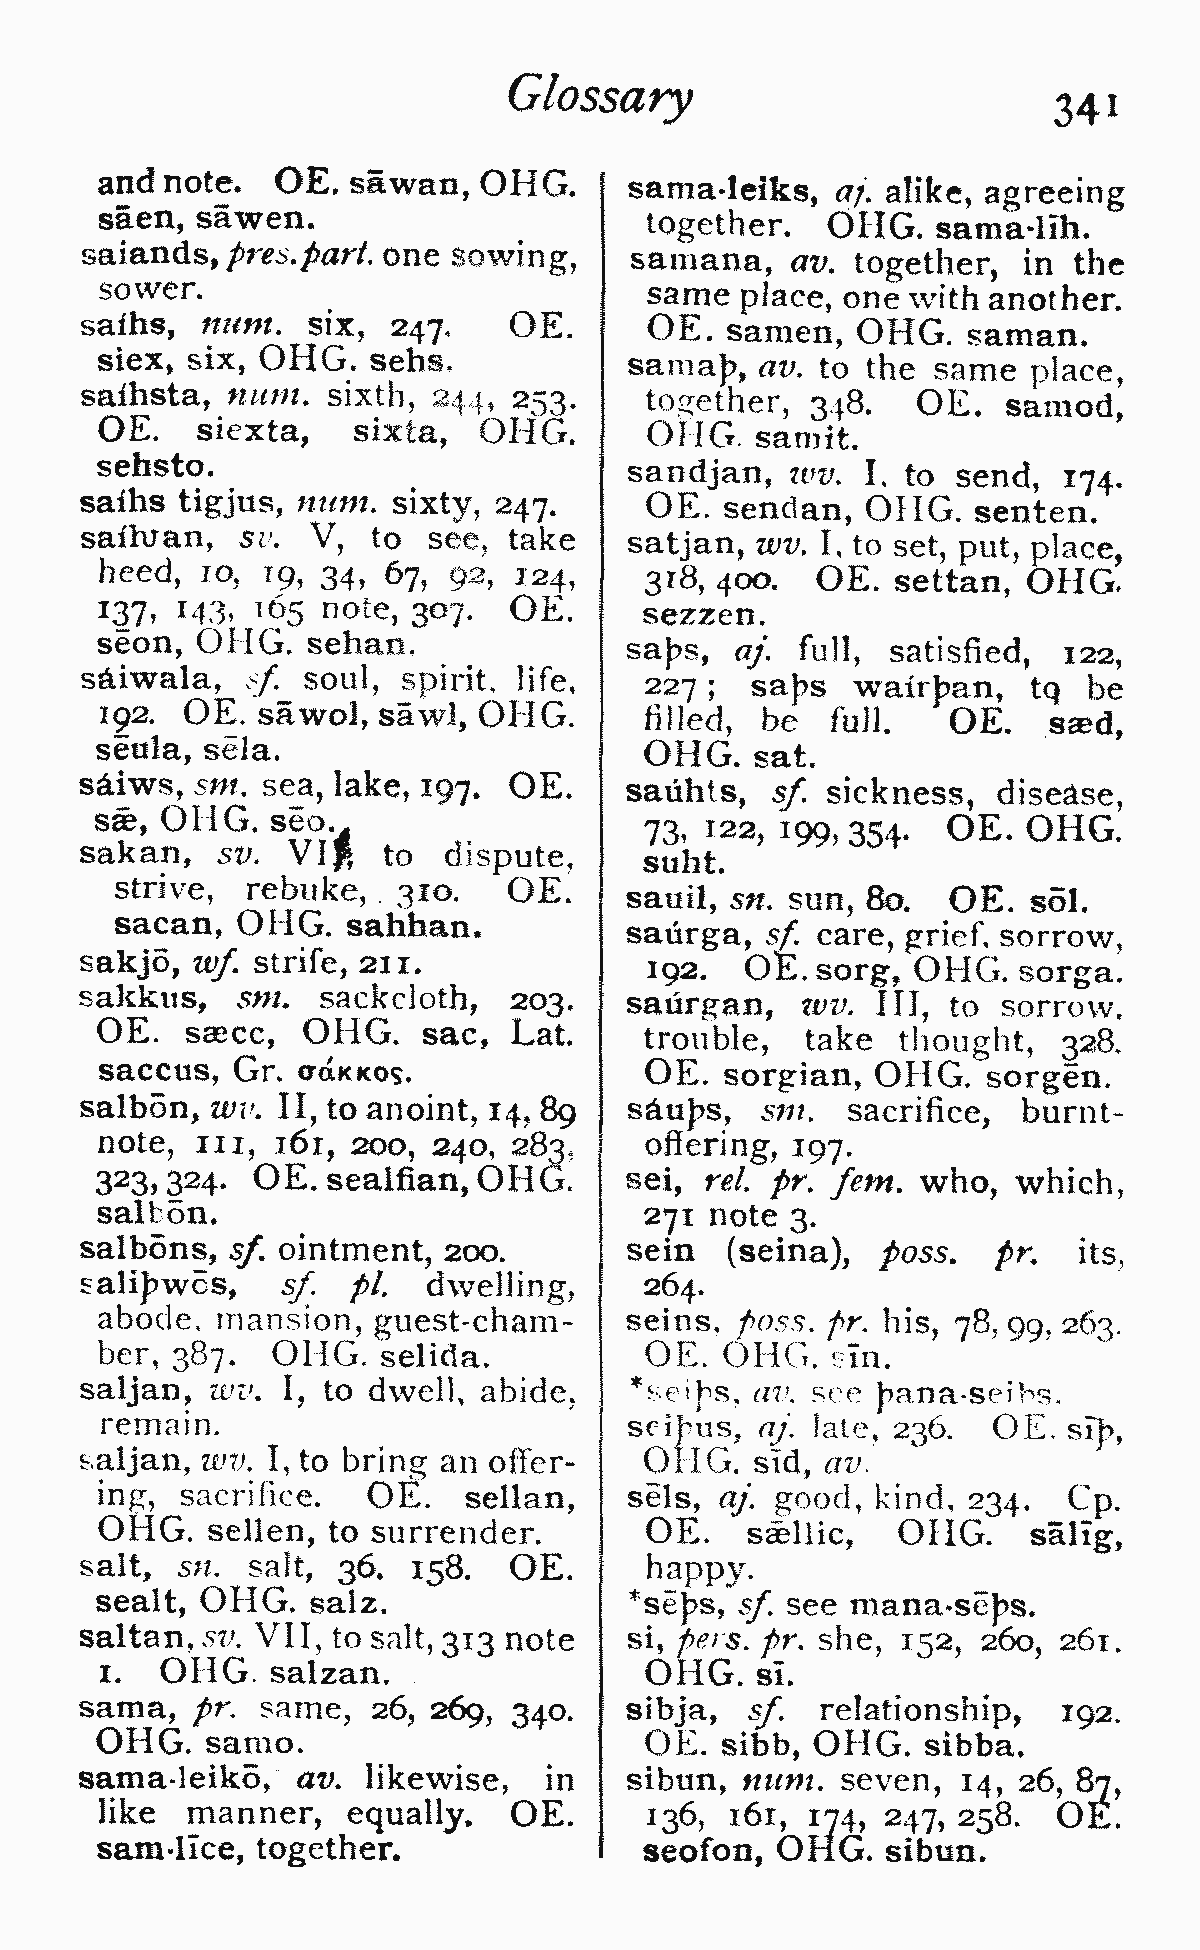 Glossary
341
and note. OE. sāwan, OHG.
sāen, sāwen.
saiands, pres.part. one sowing,
sower.
saíhs, num. six, 247. OE.
siex, six, OHG. sehs.
saíhsta, num. sixth, 244, 253.
OE. siexta, sixta, OHG.
sehsto.
saíhs tigjus, num. sixty, 247.
saíƕan, sv. V, to see, take
heed, 10, 19, 34, 67, 92, 124,
137, 143, 165 note, 307. OE.
sēon, OHG. sehan.
sáiwala, sf. soul, spirit, life,
192. OE. sāwol, sāwl, OHG.
sēula, sēla.
sáiws, sm. sea, lake, 197. OE.
sǣ, OHG. sēo.
sakan, sv. VI, to dispute,
strive, rebuke, 310. OE.
sacan, OHG. sahhan.
sakjō, wf. strife, 211.
sakkus, sm. sackcloth, 203.
OE. sæcc, OHG. sac, Lat.
saccus, Gr. σάκκος.
salbōn, wv. II, to anoint, 14, 89
note, 111, 161, 200, 240, 283,
323, 324. OE. sealfian, OHG.
salbōn.
salbōns, sf. ointment, 200.
saliþwōs, sf. pl. dwelling,
abode, mansion, guest-cham-
ber, 387. OHG. selida.
saljan, wv. I, to dwell, abide,
remain.
saljan, wv. I, to bring an offer-
ing, sacrifice. OE. sellan,
OHG. sellen, to surrender.
salt, sn. salt, 36. 158. OE.
sealt, OHG. salz.
saltan, sv. VII, to salt, 313 note
1. OHG. salzan.
sama, pr. same, 26, 269, 340.
OHG. samo.
sama·leikō, av. likewise, in
like manner, equally. OE.
sam·līce, together.
sama·leiks, aj. alike, agreeing
together. OHG. sama·līh.
samana, av. together, in the
same place, one with another.
OE. samen, OHG. saman.
samaþ, av. to the same place,
together, 348. OE. samod,
OHG. samit.
sandjan, wv. I. to send, 174.
OE. sendan, OHG. senten.
satjan, wv. I, to set, put, place,
318, 400. OE. settan, OHG.
sezzen.
saþs, aj. full, satisfied, 122,
227; saþs waírþan, to be
filled, be full. OE. sæd,
OHG. sat.
saúhts, sf. sickness, disease,
73, 122, 199, 354. OE. OHG.
suht.
sauil, sn. sun, 80. OE. sōl.
saúrga, sf. care, grief, sorrow,
192. OE. sorg, OHG. sorga.
saúrgan, wv. III, to sorrow,
trouble, take thought, 328.
OE. sorgian, OHG. sorgēn.
sáuþs, sm. sacrifice, burnt-
offering, 197.
sei, rel. pr. fem. who, which,
271 note 3.
sein (seina), poss. pr. its,
264.
seins, poss. pr. his, 78, 99, 263.
OE. OHG. sīn.
*seiþs, av. see þana·seiþs.
seiþus, aj. late, 236. OE. sīþ,
OHG. sīd, av.
sēls, aj. good, kind, 234. Cp.
OE. sǣllic, OHG. sālīg,
happy.
*sēþs, sf. see mana·sēþs.
si, pers. pr. she, 152, 260, 261.
OHG. sī.
sibja, sf. relationship, 192.
OE. sibb, OHG. sibba.
sibun, num. seven, 14, 26, 87,
136, 161, 174, 247, 258. OE.
seofon, OHG. sibun.